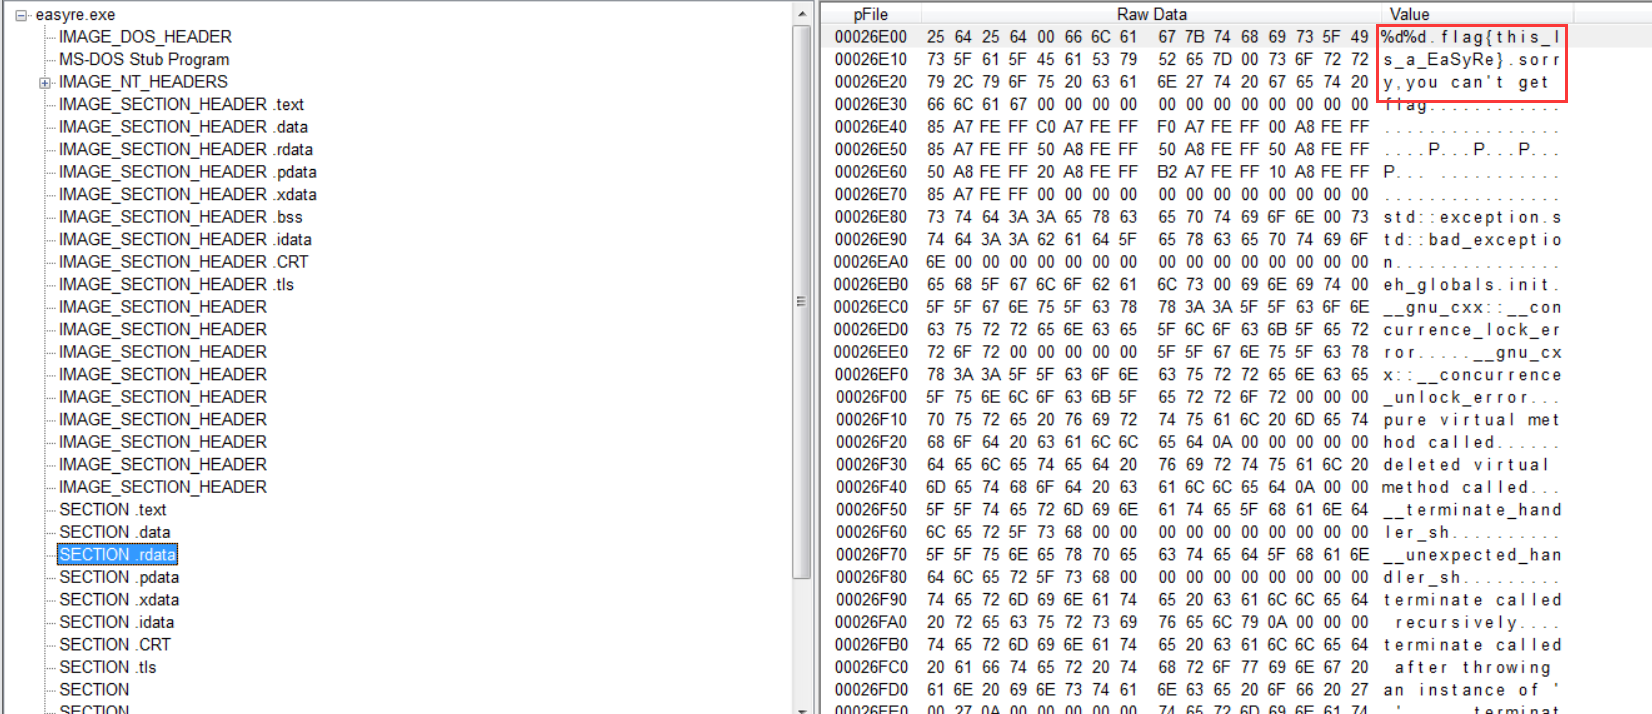 easyre.exe
IMAGE_DOS_HEADER
MS-DOS Stub Program
IMAGE_NT_HEADERS
IMAGE_SECTION_HEADER .text
IMAGE_SECTION_HEADER .data
IMAGE_SECTION_HEADER .rdata
IMAGE_SECTION_HEADER .pdata
IMAGE_SECTION_HEADER .xdata
IMAGE_SECTION_HEADER .bss
IMAGE_SECTION_HEADER .idata
IMAGE_SECTION_HEADER .CRT
IMAGE_SECTION_HEADER .tls
IMAGE_SECTION_HEADER
IMAGE_SECTION_HEADER
IMAGE_SECTION_HEADER
IMAGE_SECTION_HEADER
IMAGE_SECTION_HEADER
IMAGE_SECTION_HEADER
IMAGE_SECTION_HEADER
IMAGE_SECTION_HEADER
IMAGE_SECTION_HEADER
SECTION .text
SECTION .data
SECTION .rdata
SECTION .pdata
SECTION .xdata
SECTION .idata
SECTION .CRT
SECTION .tls
SECTION
SECTION
pFile Raw Data Value
00026E00 25 64 25 64 00 66 6C 61 67 7B 74 68 69 73 5F 49 %d%d.flag{this_I
00026E10 73 5F 61 5F 45 61 53 79 52 65 7D 00 73 6F 72 72 s_a_EaSyRe}.sorr
00026E20 79 2C 79 6F 75 20 63 61 6E 27 74 20 67 65 74 20 y,you can't get
00026E30 66 6C 61 67 00 00 00 00 00 00 00 00 00 00 00 00 flag............
00026E40 85 A7 FE FF C0 A7 FE FF F0 A7 FE FF 00 A8 FE FF ................
00026E50 85 A7 FE FF 50 A8 FE FF 50 A8 FE FF 50 A8 FE FF ....P...P...P...
00026E60 50 A8 FE FF 20 A8 FE FF B2 A7 FE FF 10 A8 FE FF P... ...........
00026E70 85 A7 FE FF 00 00 00 00 00 00 00 00 00 00 00 00 ................
00026E80 73 74 64 3A 3A 65 78 63 65 70 74 69 6F 6E 00 73 std::exception.s
00026E90 74 64 3A 3A 62 61 64 5F 65 78 63 65 70 74 69 6F td::bad_exceptio
00026EA0 6E 00 00 00 00 00 00 00 00 00 00 00 00 00 00 00 n...............
00026EB0 65 68 5F 67 6C 6F 62 61 6C 73 00 69 6E 69 74 00 eh_globals.init.
00026EC0 5F 5F 67 6E 75 5F 63 78 78 3A 3A 5F 5F 63 6F 6E __gnu_cxx::__con
00026ED0 63 75 72 72 65 6E 63 65 5F 6C 6F 63 6B 5F 65 72 currence_lock_er
00026EE0 72 6F 72 00 00 00 00 00 5F 5F 67 6E 75 5F 63 78 ror.....__gnu_cx
00026EF0 78 3A 3A 5F 5F 63 6F 6E 63 75 72 72 65 6E 63 65 x::__concurrence
00026F00 5F 75 6E 6C 6F 63 6B 5F 65 72 72 6F 72 00 00 00 _unlock_error...
00026F10 70 75 72 65 20 76 69 72 74 75 61 6C 20 6D 65 74 pure virtual met
00026F20 68 6F 64 20 63 61 6C 6C 65 64 0A 00 00 00 00 00 hod called......
00026F30 64 65 6C 65 74 65 64 20 76 69 72 74 75 61 6C 20 deleted virtual
00026F40 6D 65 74 68 6F 64 20 63 61 6C 6C 65 64 0A 00 00 method called...
00026F50 5F 5F 74 65 72 6D 69 6E 61 74 65 5F 68 61 6E 64 __terminate_hand
00026F60 6C 65 72 5F 73 68 00 00 00 00 00 00 00 00 00 00 ler_sh..........
00026F70 5F 5F 75 6E 65 78 70 65 63 74 65 64 5F 68 61 6E __unexpected_han
00026F80 64 6C 65 72 5F 73 68 00 00 00 00 00 00 00 00 00 dler_sh.........
00026F90 74 65 72 6D 69 6E 61 74 65 20 63 61 6C 6C 65 64 terminate called
00026FA0 20 72 65 63 75 72 73 69 76 65 6C 79 0A 00 00 00 recursively....
00026FB0 74 65 72 6D 69 6E 61 74 65 20 63 61 6C 6C 65 64 terminate called
00026FC0 20 61 66 74 65 72 20 74 68 72 6F 77 69 6E 67 20 after throwing
00026FD0 61 6E 20 69 6E 73 74 61 6E 63 65 20 6F 66 20 27 an instance of '
00026FE0 00 27 0A 00 00 00 00 00 74 65 72 6D 69 6E 61 74 .'......terminat